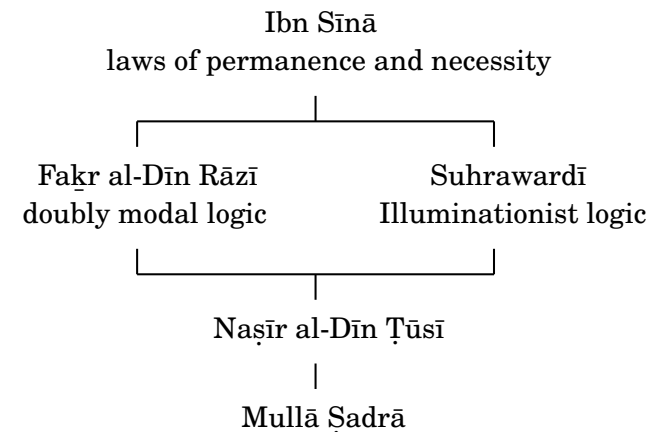 Ibn Sīnā
laws of permanence and necessity
Faḵr al-Dīn Rāzī
doubly modal logic
Suhrawardī
Illuminationist logic
Naṣīr al-Dīn Ṭūsī
Mullā Ṣadrā